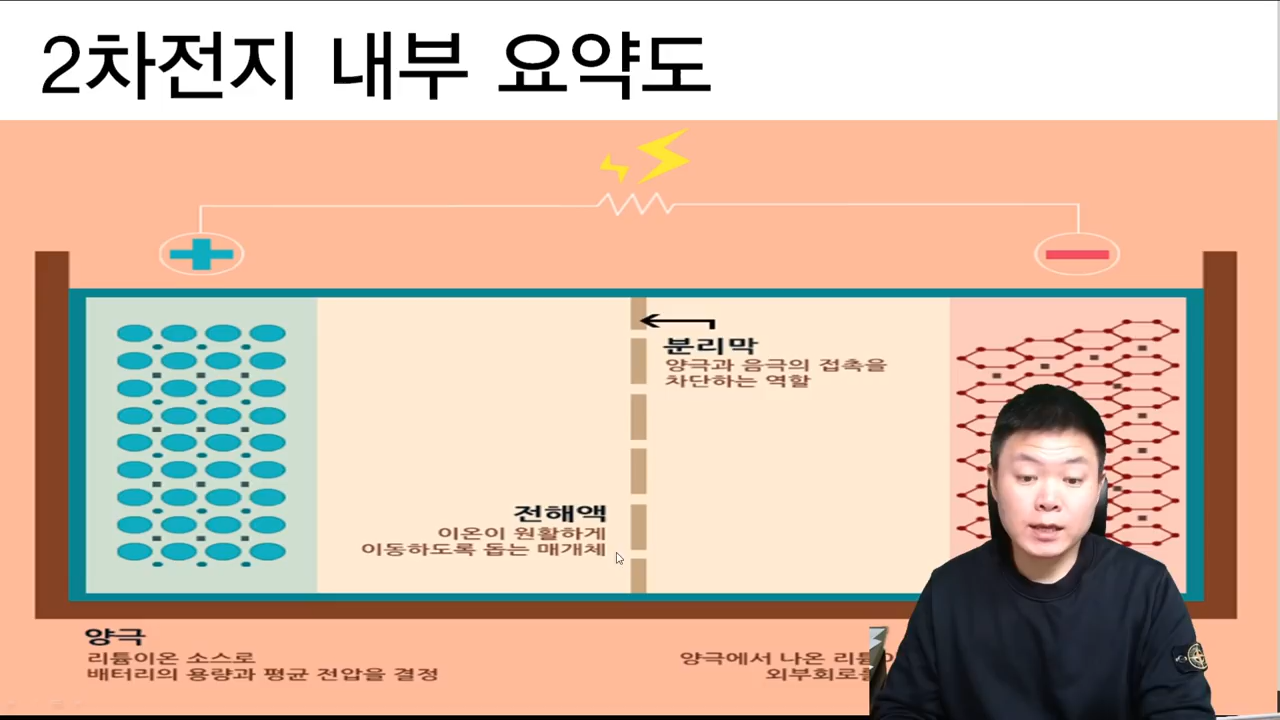 2차전지 내부 요약도
분리막
양극과 음극의 접촉을
차단하는 역할
전해액
이온이 원활하게
이동하도록 돕는 매개체
양극
리튬이온 소스로
배터리의 용량과 평균 전압을 결정
양극에서 나온
외부회로를